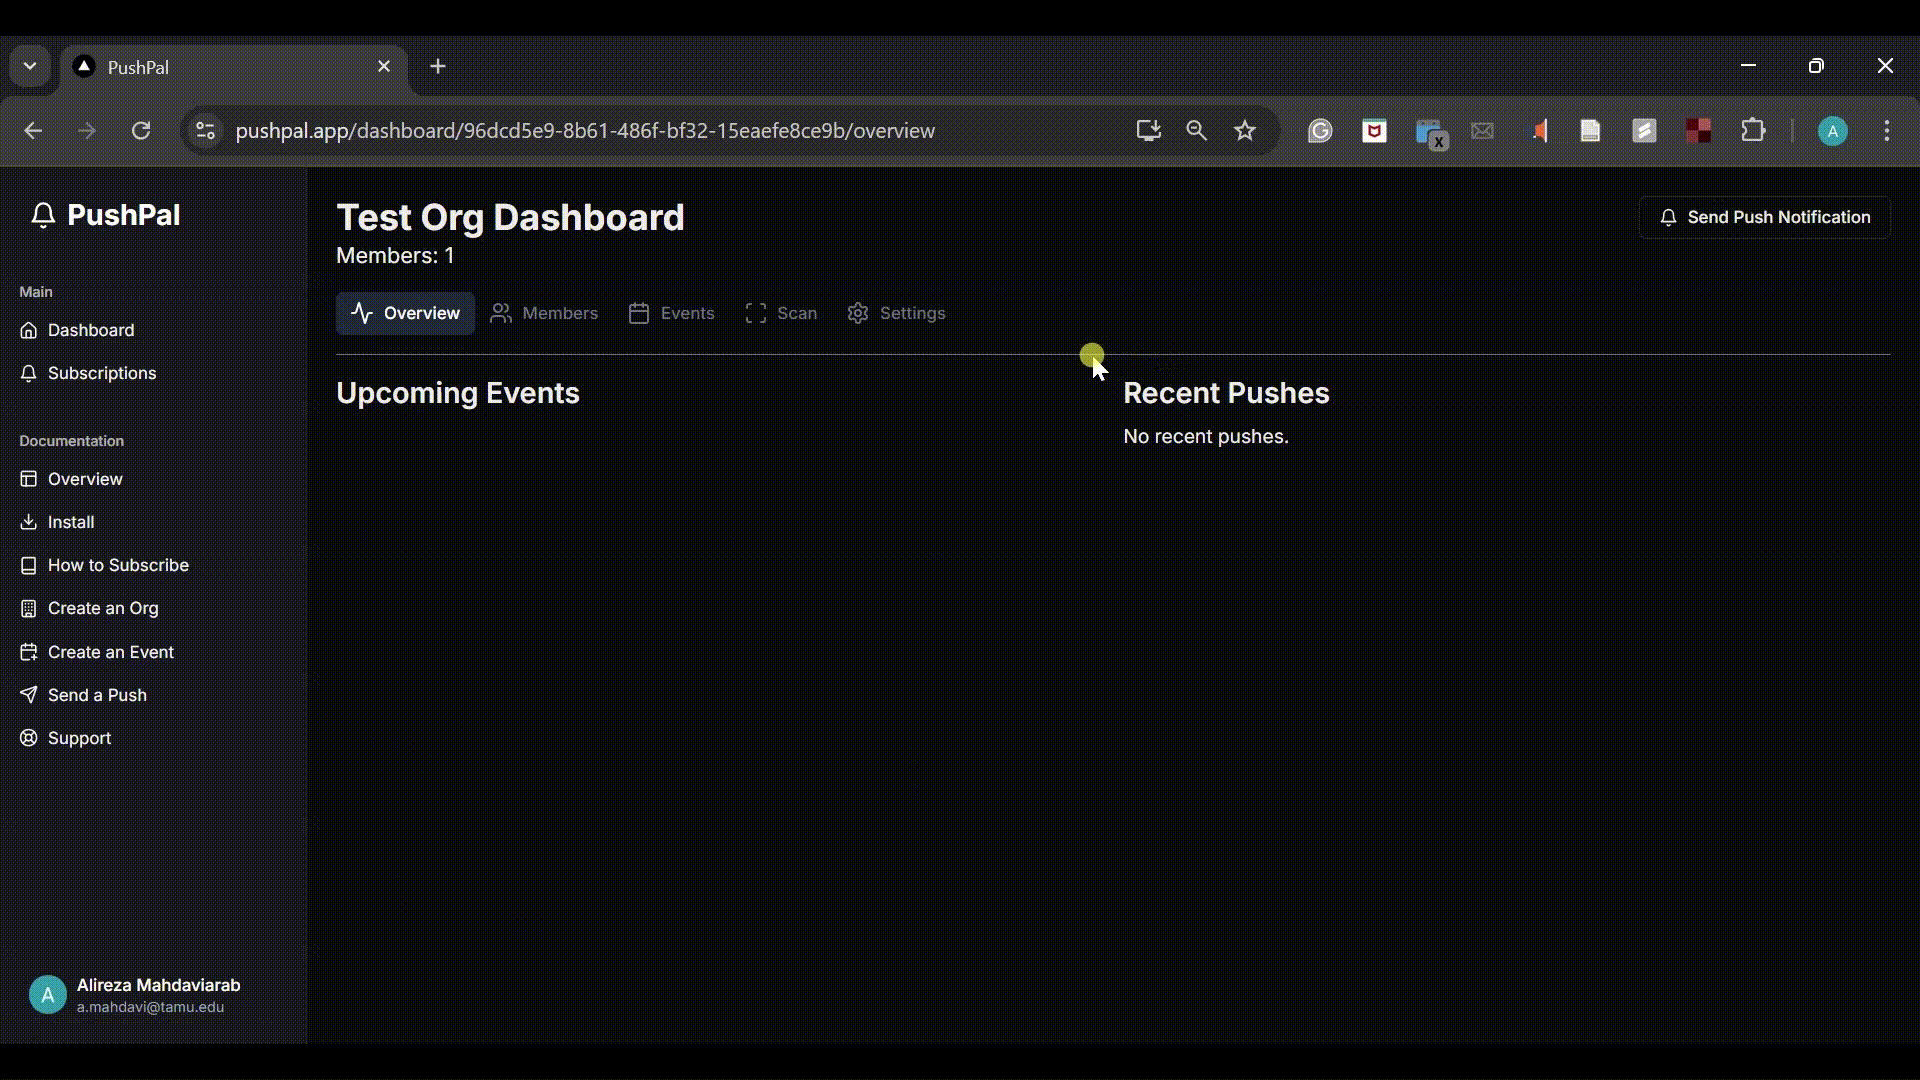 PushPal
pushpal.app/dashboard/96dcd5e9-8b61-486f-bf32-15eaefe8ce9b/overview
A
PushPal
Main
Dashboard
Subscriptions
Documentation
Overview
Install
How to Subscribe
Create an Org
Create an Event
Send a Push
Support
A
Alireza Mahdaviarab
a.mahdavi@tamu.edu
Test Org Dashboard
Members: 1
Send Push Notification
Overview
Members
Events
Scan
Settings
Upcoming Events
Recent Pushes
No recent pushes.